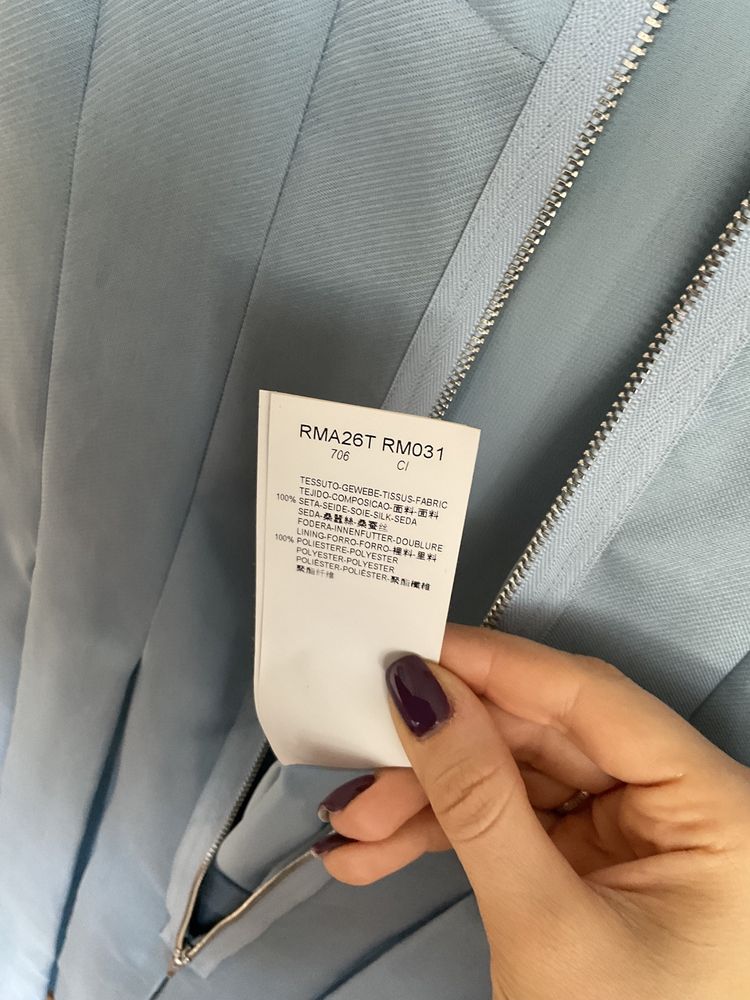 RMA26T RM031
706 CI
TESSUTO-GEWEBE-TISSUS-FABRIC
TEJIDO-COMPOSICAO-面料-面料
100% SETA-SEIDE-SOIE-SILK-SEDA
SEDA-桑蠶絲-桑蚕丝
FODERA-INNENFUTTER-DOUBLURE
LINING-FORRO-FORRO-裡料-里料
100% POLIESTERE-POLYESTER
POLYESTER-POLYESTER
POLIÉSTER-POLIÉSTER-聚酯纖維
聚酯纤维